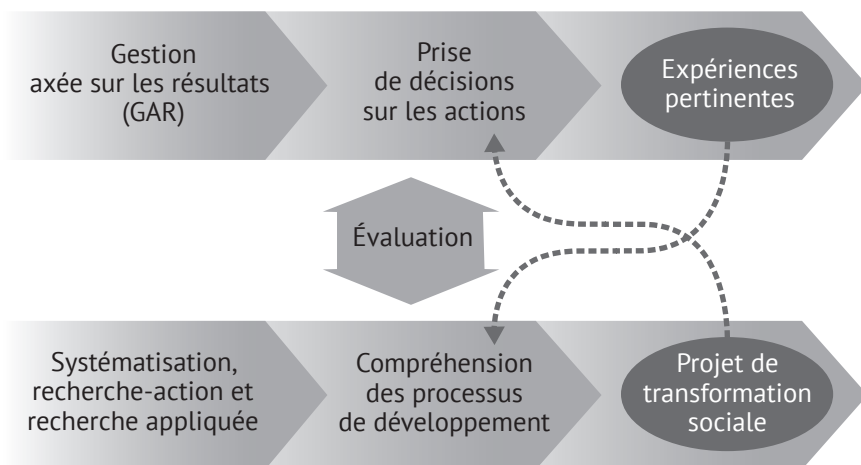 Gestion
axée sur les résultats
(GAR)
Prise
de décisions
sur les actions
Expériences
pertinentes
Évaluation
Systématisation,
recherche-action et
recherche appliquée
Compréhension
des processus
de développement
Projet de
transformation
sociale